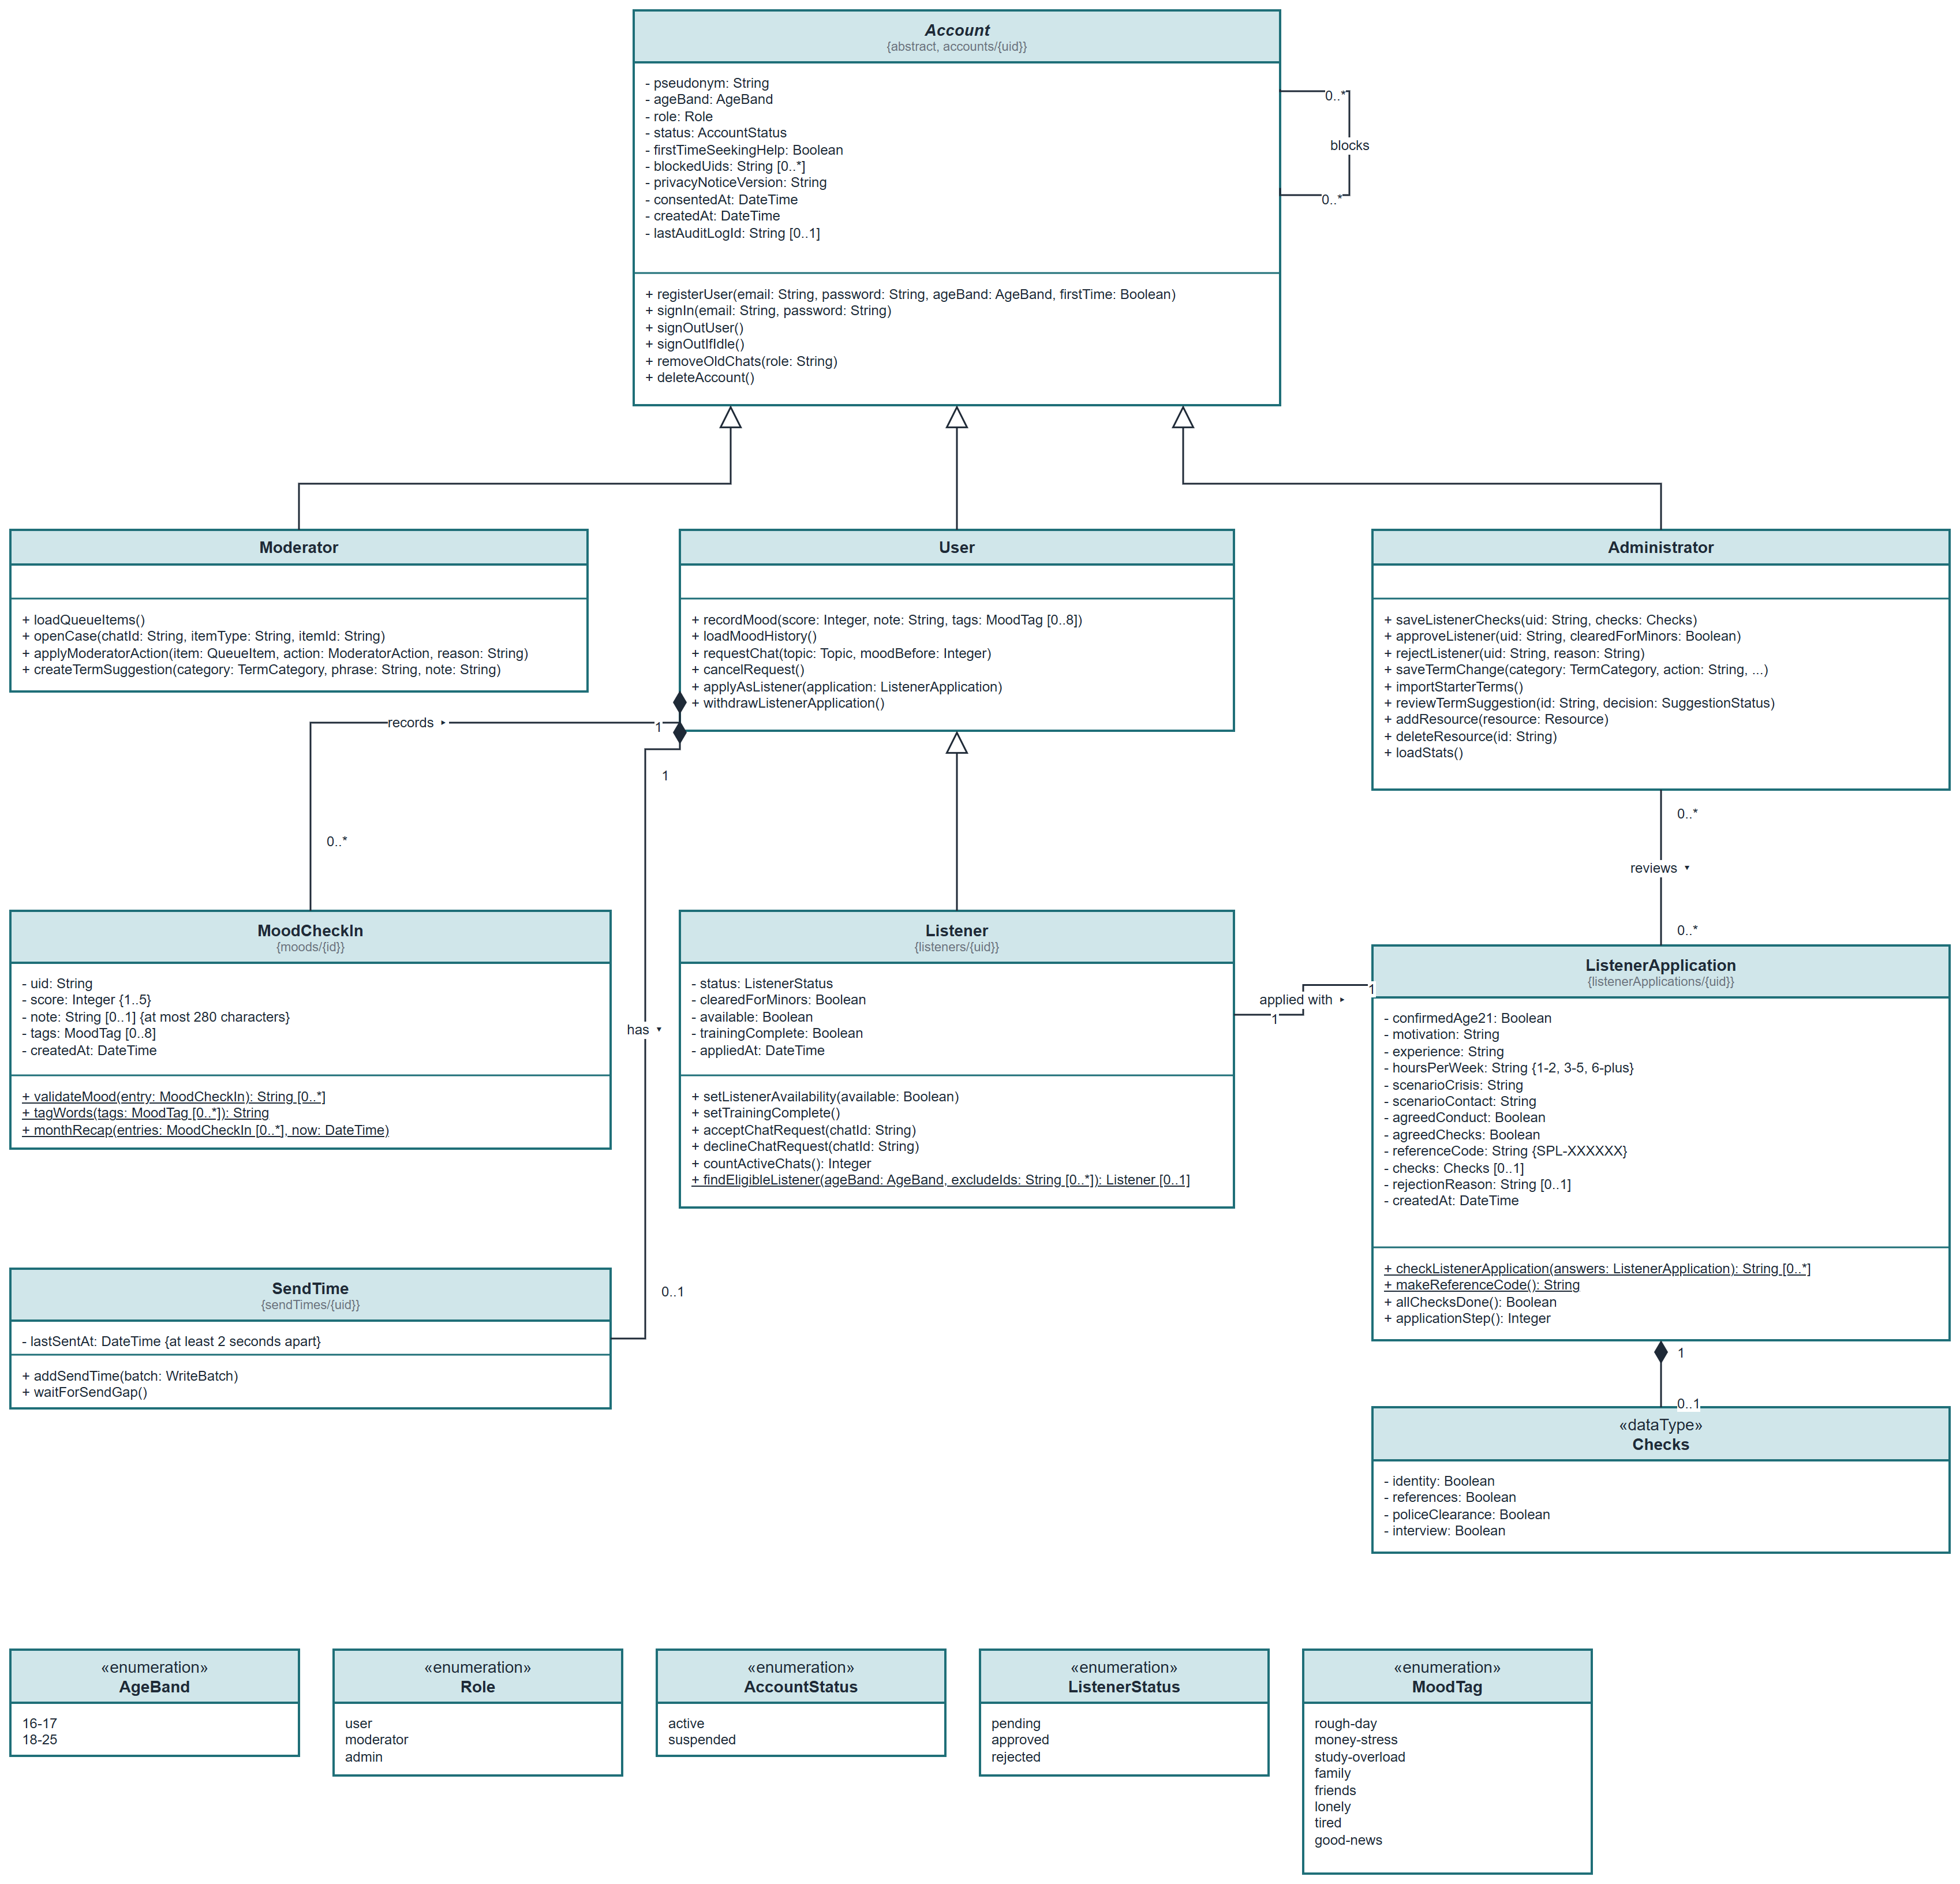 Account
{abstract, accounts/{uid}}
- pseudonym: String
- ageBand: AgeBand
- role: Role
- status: AccountStatus
- firstTimeSeekingHelp: Boolean
- blockedUids: String [0..*]
- privacyNoticeVersion: String
- consentedAt: DateTime
- createdAt: DateTime
- lastAuditLogId: String [0..1]
+ registerUser(email: String, password: String, ageBand: AgeBand, firstTime: Boolean)
+ signIn(email: String, password: String)
+ signOutUser()
+ signOutIfIdle()
+ removeOldChats(role: String)
+ deleteAccount()
0..*
blocks
0..*
Moderator
+ loadQueueItems()
+ openCase(chatId: String, itemType: String, itemId: String)
+ applyModeratorAction(item: QueueItem, action: ModeratorAction, reason: String)
+ createTermSuggestion(category: TermCategory, phrase: String, note: String)
User
+ recordMood(score: Integer, note: String, tags: MoodTag [0..8])
+ loadMoodHistory()
+ requestChat(topic: Topic, moodBefore: Integer)
+ cancelRequest()
+ applyAsListener(application: ListenerApplication)
+ withdrawListenerApplication()
Administrator
+ saveListenerChecks(uid: String, checks: Checks)
+ approveListener(uid: String, clearedForMinors: Boolean)
+ rejectListener(uid: String, reason: String)
+ saveTermChange(category: TermCategory, action: String, ...)
+ importStarterTerms()
+ reviewTermSuggestion(id: String, decision: SuggestionStatus)
+ addResource(resource: Resource)
+ deleteResource(id: String)
+ loadStats()
records ▸
1
0..*
1
has ▾
0..1
0..*
reviews ▾
0..*
MoodCheckIn
{moods/{id}}
- uid: String
- score: Integer {1..5}
- note: String [0..1] {at most 280 characters}
- tags: MoodTag [0..8]
- createdAt: DateTime
+ validateMood(entry: MoodCheckIn): String [0..*]
+ tagWords(tags: MoodTag [0..*]): String
+ monthRecap(entries: MoodCheckIn [0..*], now: DateTime)
Listener
{listeners/{uid}}
- status: ListenerStatus
- clearedForMinors: Boolean
- available: Boolean
- trainingComplete: Boolean
- appliedAt: DateTime
+ setListenerAvailability(available: Boolean)
+ setTrainingComplete()
+ acceptChatRequest(chatId: String)
+ declineChatRequest(chatId: String)
+ countActiveChats(): Integer
+ findEligibleListener(ageBand: AgeBand, excludeIds: String [0..*]): Listener [0..1]
applied with ▸
1
1
ListenerApplication
{listenerApplications/{uid}}
- confirmedAge21: Boolean
- motivation: String
- experience: String
- hoursPerWeek: String {1-2, 3-5, 6-plus}
- scenarioCrisis: String
- scenarioContact: String
- agreedConduct: Boolean
- agreedChecks: Boolean
- referenceCode: String {SPL-XXXXXX}
- checks: Checks [0..1]
- rejectionReason: String [0..1]
- createdAt: DateTime
+ checkListenerApplication(answers: ListenerApplication): String [0..*]
+ makeReferenceCode(): String
+ allChecksDone(): Boolean
+ applicationStep(): Integer
SendTime
{sendTimes/{uid}}
- lastSentAt: DateTime {at least 2 seconds apart}
+ addSendTime(batch: WriteBatch)
+ waitForSendGap()
1
0..1
«dataType»
Checks
- identity: Boolean
- references: Boolean
- policeClearance: Boolean
- interview: Boolean
«enumeration»
AgeBand
16-17
18-25
«enumeration»
Role
user
moderator
admin
«enumeration»
AccountStatus
active
suspended
«enumeration»
ListenerStatus
pending
approved
rejected
«enumeration»
MoodTag
rough-day
money-stress
study-overload
family
friends
lonely
tired
good-news